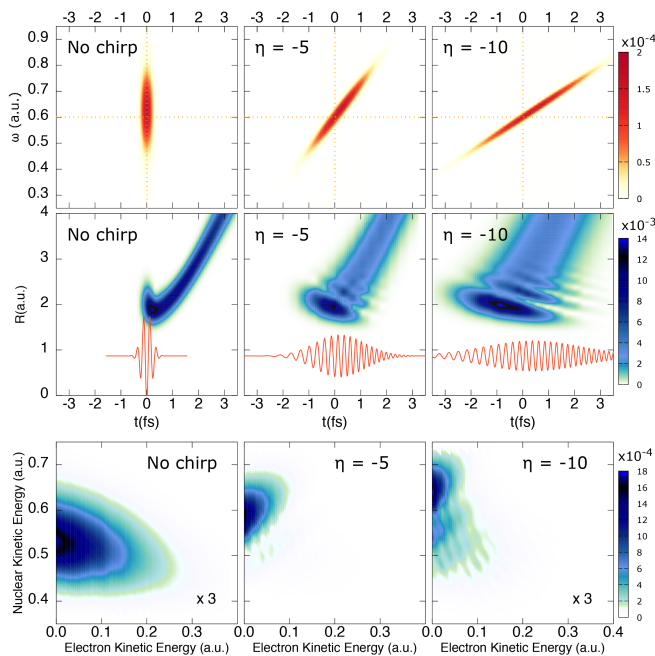 x10⁻⁴
0.9
0.8
0.7
0.6
0.5
0.4
0.3
ω (a.u.)
No chirp
η = -5
η = -10
2
1.5
1
0.5
0
-3 -2 -1 0 1 2 3
-3 -2 -1 0 1 2 3
-3 -2 -1 0 1 2 3
x10⁻³
4
3
2
1
0
R(a.u.)
No chirp
η = -5
η = -10
14
12
10
8
6
4
2
0
-3 -2 -1 0 1 2 3
-3 -2 -1 0 1 2 3
-3 -2 -1 0 1 2 3
t(fs)
t(fs)
t(fs)
x10⁻⁴
0.7
0.6
0.5
0.4
Nuclear Kinetic Energy (a.u.)
No chirp
η = -5
η = -10
x 3
x 3
18
16
14
12
10
8
6
4
2
0
0.0 0.1 0.2 0.3
0.0 0.1 0.2 0.3
0.0 0.1 0.2 0.3 0.4
Electron Kinetic Energy (a.u.)
Electron Kinetic Energy (a.u.)
Electron Kinetic Energy (a.u.)